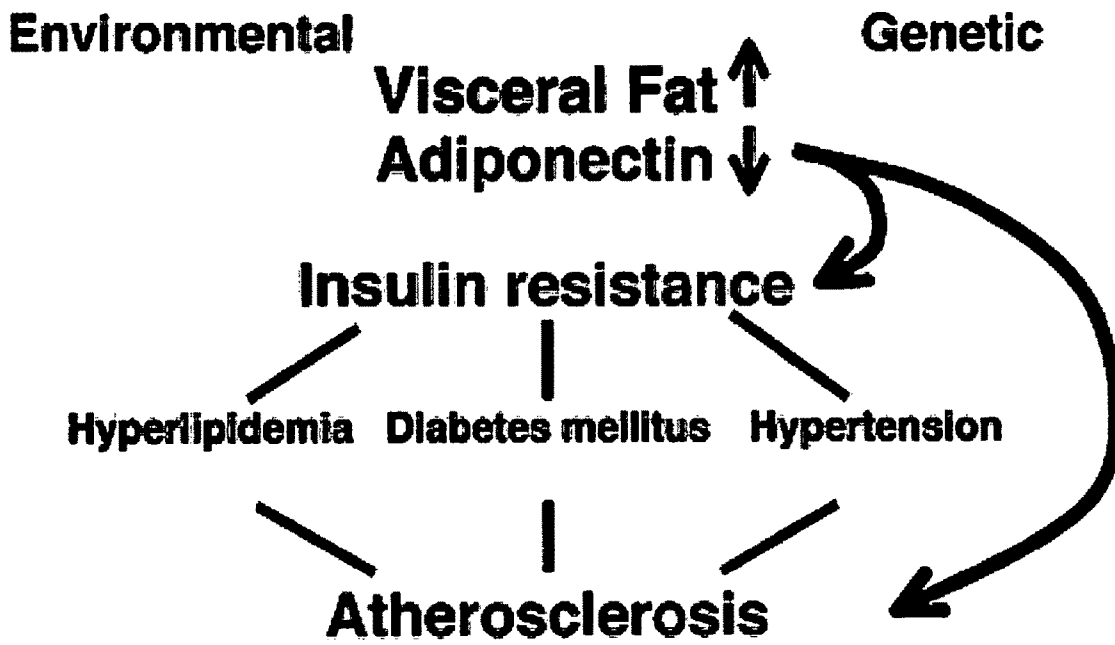 Environmental Genetic
Visceral Fat ↑
Adiponectin ↓
Insulin resistance
Hyperlipidemia Diabetes mellitus Hypertension
Atherosclerosis